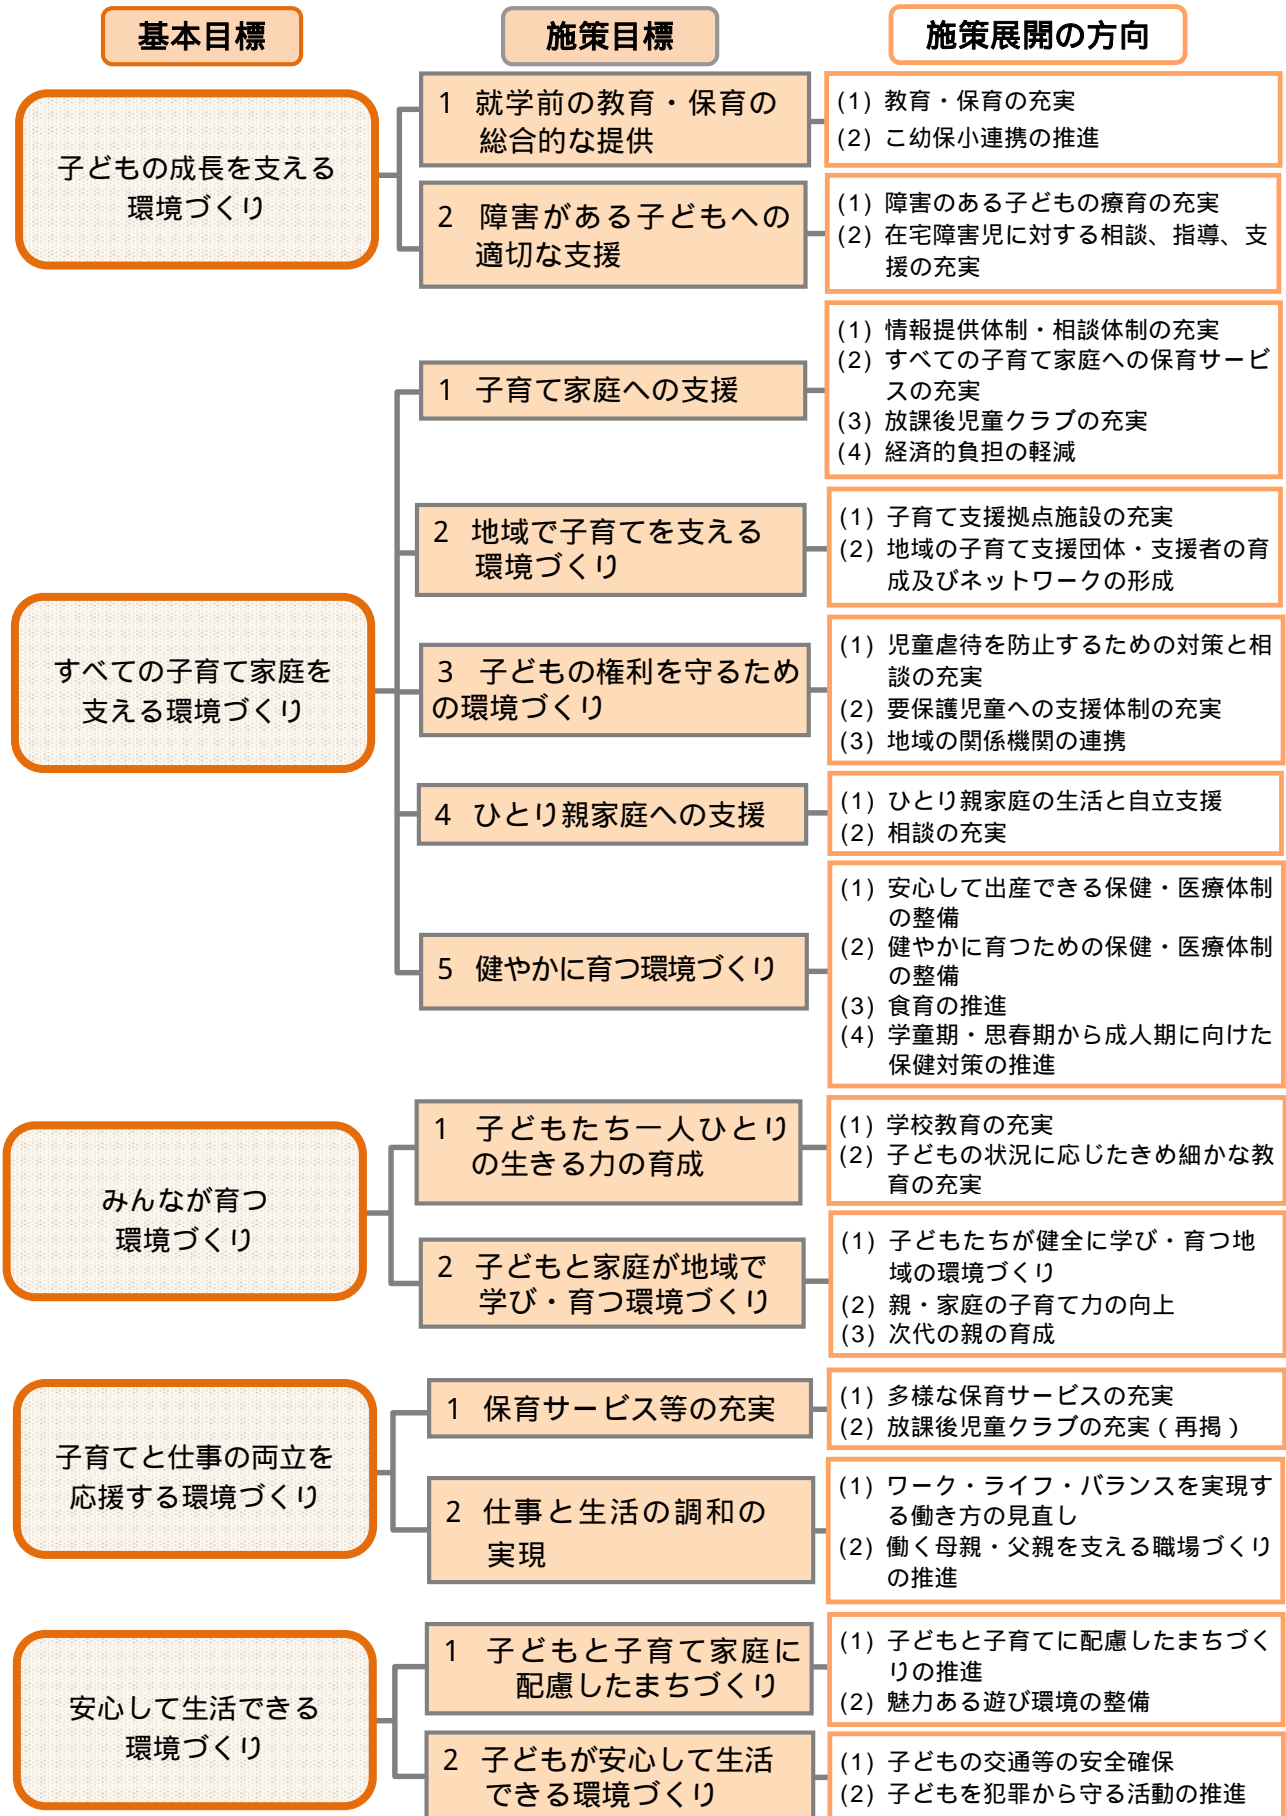 基本目標
施策目標
施策展開の方向
子どもの成長を支える
環境づくり
1 就学前の教育・保育の
総合的な提供
(1) 教育・保育の充実
(2) こ幼保小連携の推進
2 障害がある子どもへの
適切な支援
(1) 障害のある子どもの療育の充実
(2) 在宅障害児に対する相談、指導、支
援の充実
すべての子育て家庭を
支える環境づくり
1 子育て家庭への支援
(1) 情報提供体制・相談体制の充実
(2) すべての子育て家庭への保育サービ
スの充実
(3) 放課後児童クラブの充実
(4) 経済的負担の軽減
2 地域で子育てを支える
環境づくり
(1) 子育て支援拠点施設の充実
(2) 地域の子育て支援団体・支援者の育
成及びネットワークの形成
3 子どもの権利を守るため
の環境づくり
(1) 児童虐待を防止するための対策と相
談の充実
(2) 要保護児童への支援体制の充実
(3) 地域の関係機関の連携
4 ひとり親家庭への支援
(1) ひとり親家庭の生活と自立支援
(2) 相談の充実
5 健やかに育つ環境づくり
(1) 安心して出産できる保健・医療体制
の整備
(2) 健やかに育つための保健・医療体制
の整備
(3) 食育の推進
(4) 学童期・思春期から成人期に向けた
保健対策の推進
みんなが育つ
環境づくり
1 子どもたち一人ひとり
の生きる力の育成
(1) 学校教育の充実
(2) 子どもの状況に応じたきめ細かな教
育の充実
2 子どもと家庭が地域で
学び・育つ環境づくり
(1) 子どもたちが健全に学び・育つ地
域の環境づくり
(2) 親・家庭の子育て力の向上
(3) 次代の親の育成
子育てと仕事の両立を
応援する環境づくり
1 保育サービス等の充実
(1) 多様な保育サービスの充実
(2) 放課後児童クラブの充実(再掲)
2 仕事と生活の調和の
実現
(1) ワーク・ライフ・バランスを実現す
る働き方の見直し
(2) 働く母親・父親を支える職場づくり
の推進
安心して生活できる
環境づくり
1 子どもと子育て家庭に
配慮したまちづくり
(1) 子どもと子育てに配慮したまちづく
りの推進
(2) 魅力ある遊び環境の整備
2 子どもが安心して生活
できる環境づくり
(1) 子どもの交通等の安全確保
(2) 子どもを犯罪から守る活動の推進